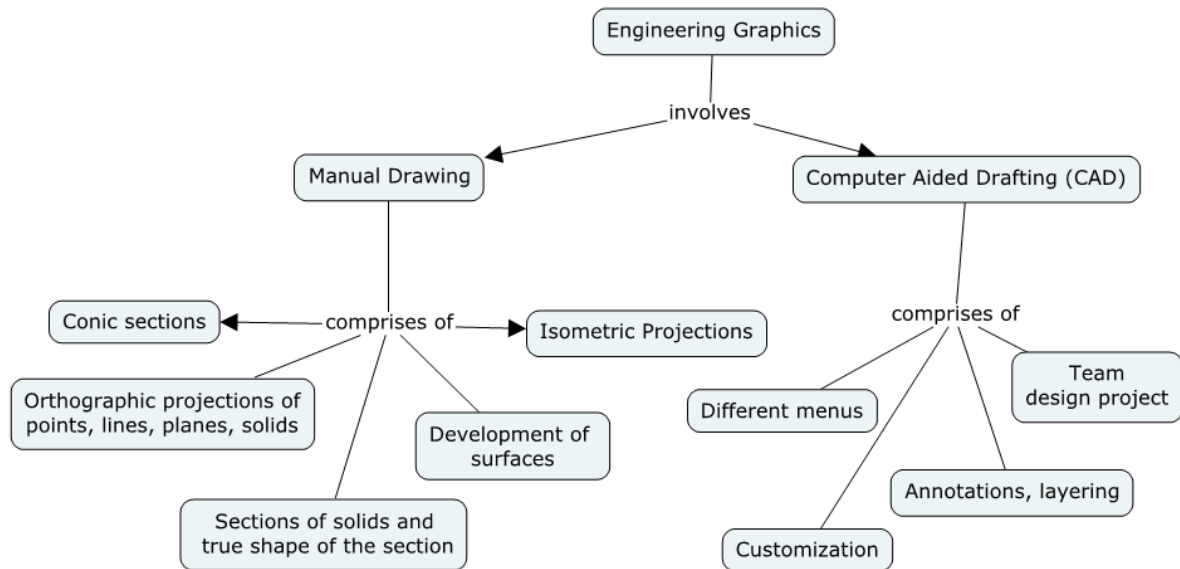 Engineering Graphics
involves
Manual Drawing
Computer Aided Drafting (CAD)
Conic sections
comprises of
Isometric Projections
comprises of
Orthographic projections of
points, lines, planes, solids
Development of
surfaces
Sections of solids and
true shape of the section
Different menus
Team
design project
Annotations, layering
Customization